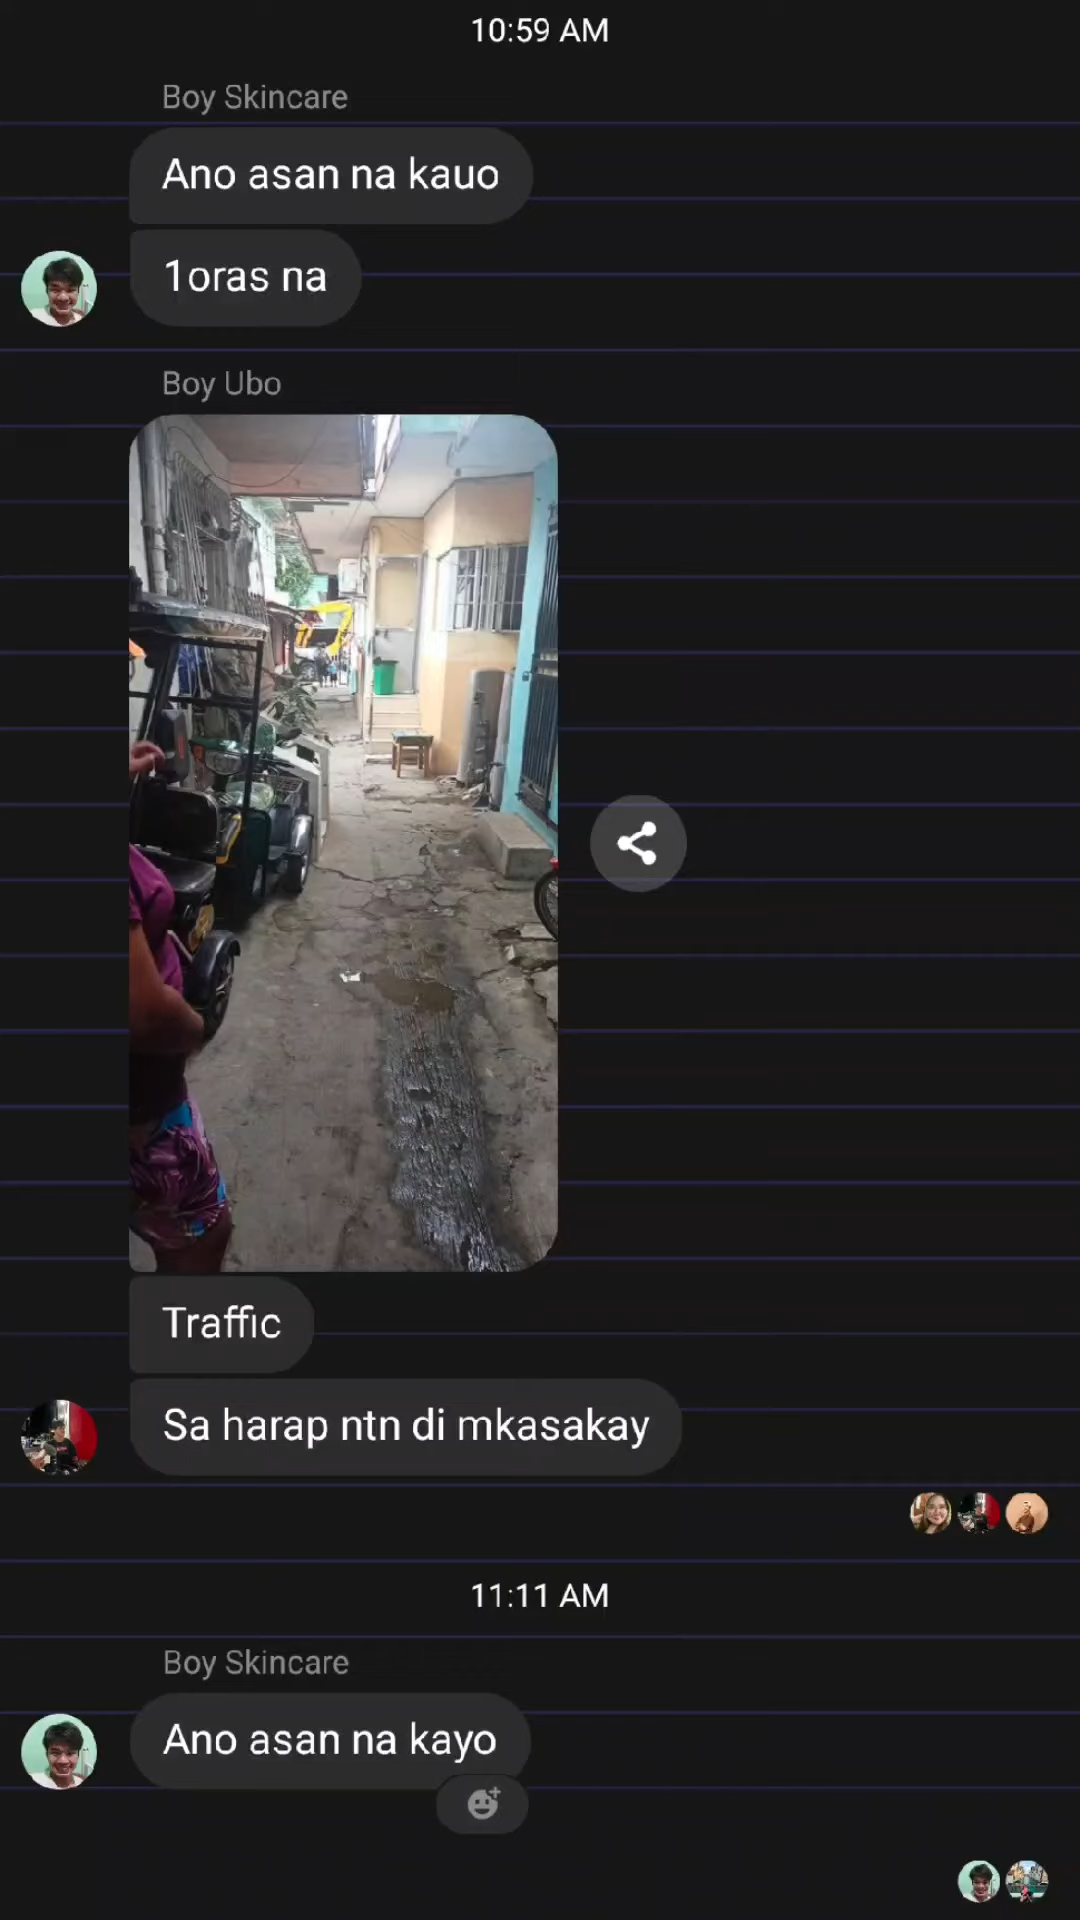 10:59 AM
Boy Skincare
Ano asan na kauo
1oras na
Boy Ubo
Traffic
Sa harap ntn di mkasakay
11:11 AM
Boy Skincare
Ano asan na kayo